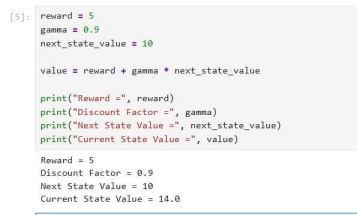 [5]: reward = 5
gamma = 0.9
next_state_value = 10
value = reward + gamma * next_state_value
print("Reward =", reward)
print("Discount Factor =", gamma)
print("Next State Value =", next_state_value)
print("Current State Value =", value)
Reward = 5
Discount Factor = 0.9
Next State Value = 10
Current State Value = 14.0